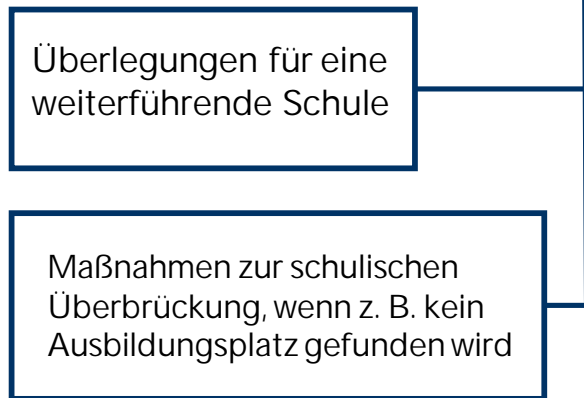 Überlegungen für eine
weiterführende Schule
Maßnahmen zur schulischen
Überbrückung, wenn z. B. kein
Ausbildungsplatz gefunden wird